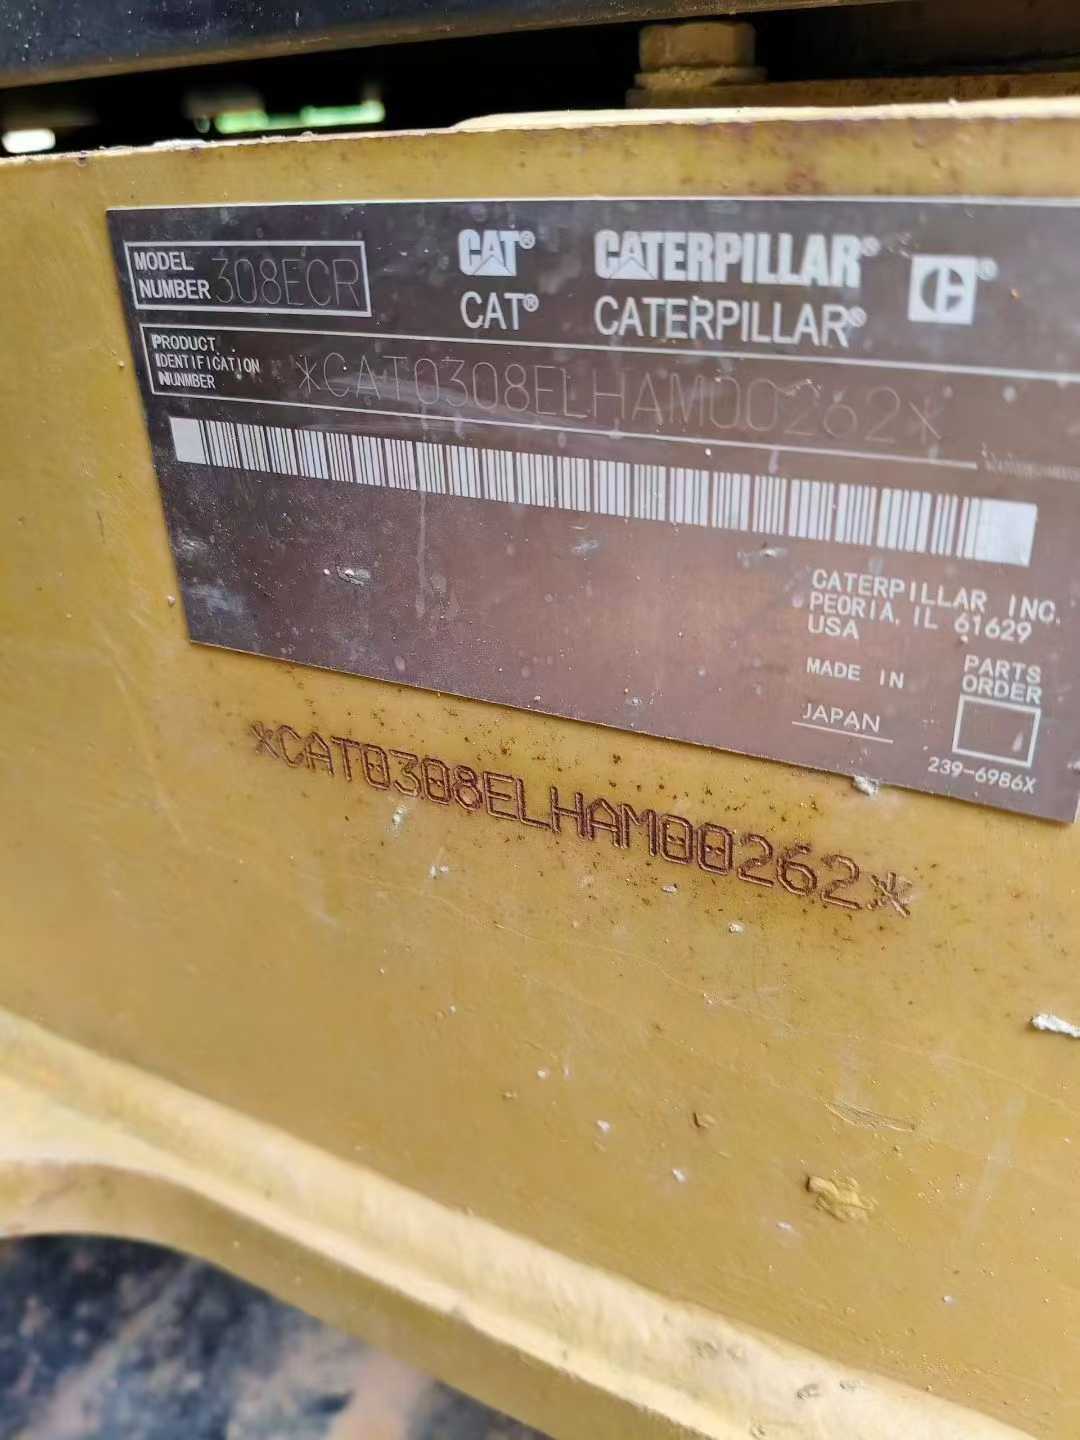 MODEL NUMBER 308ECR
CAT® CATERPILLAR® ®
CAT® CATERPILLAR®
PRODUCT
IDENTIFICATION
NUNMBER
*CAT0308ELHAM00262*
CATERPILLAR INC.
PEORIA, IL 61629
USA
MADE IN
JAPAN
PARTS
ORDER
239-6986X
*CAT0308ELHAM00262*